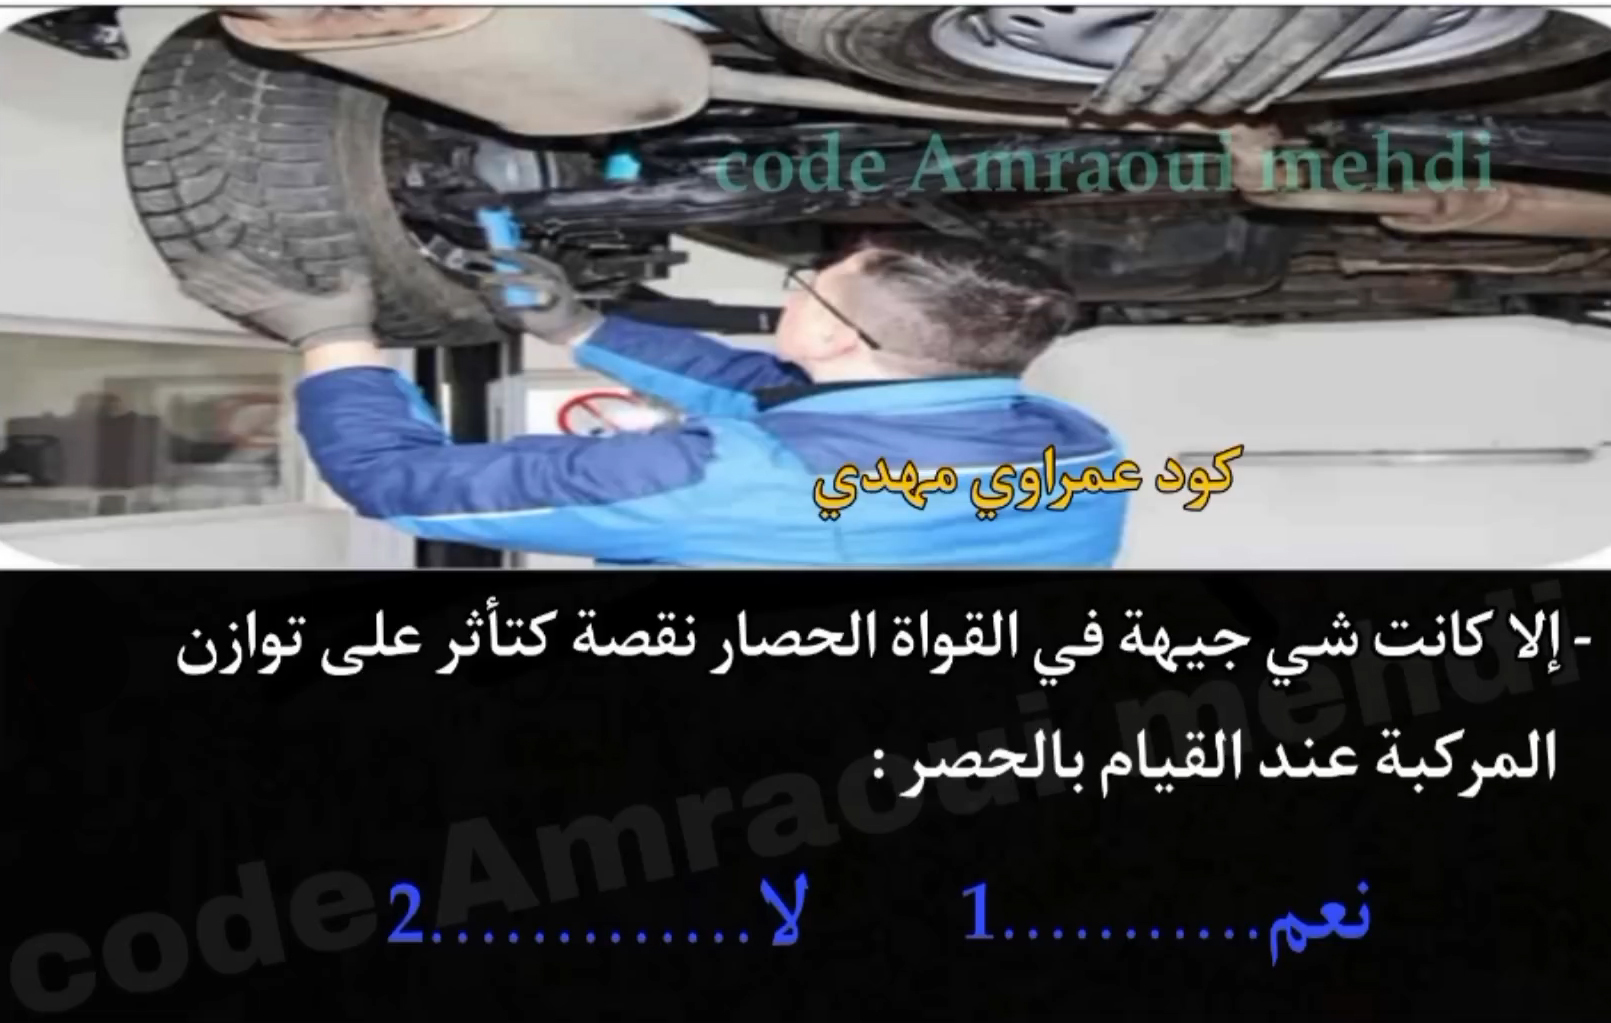 code Amraoui mehdi
كود عمراوي مهدي
- إلا كانت شي جيهة في القواة الحصار نقصة كتأثر على توازن
المركبة عند القيام بالحصر :
نعم...........1 لا.............2
code Amraoui mehdi